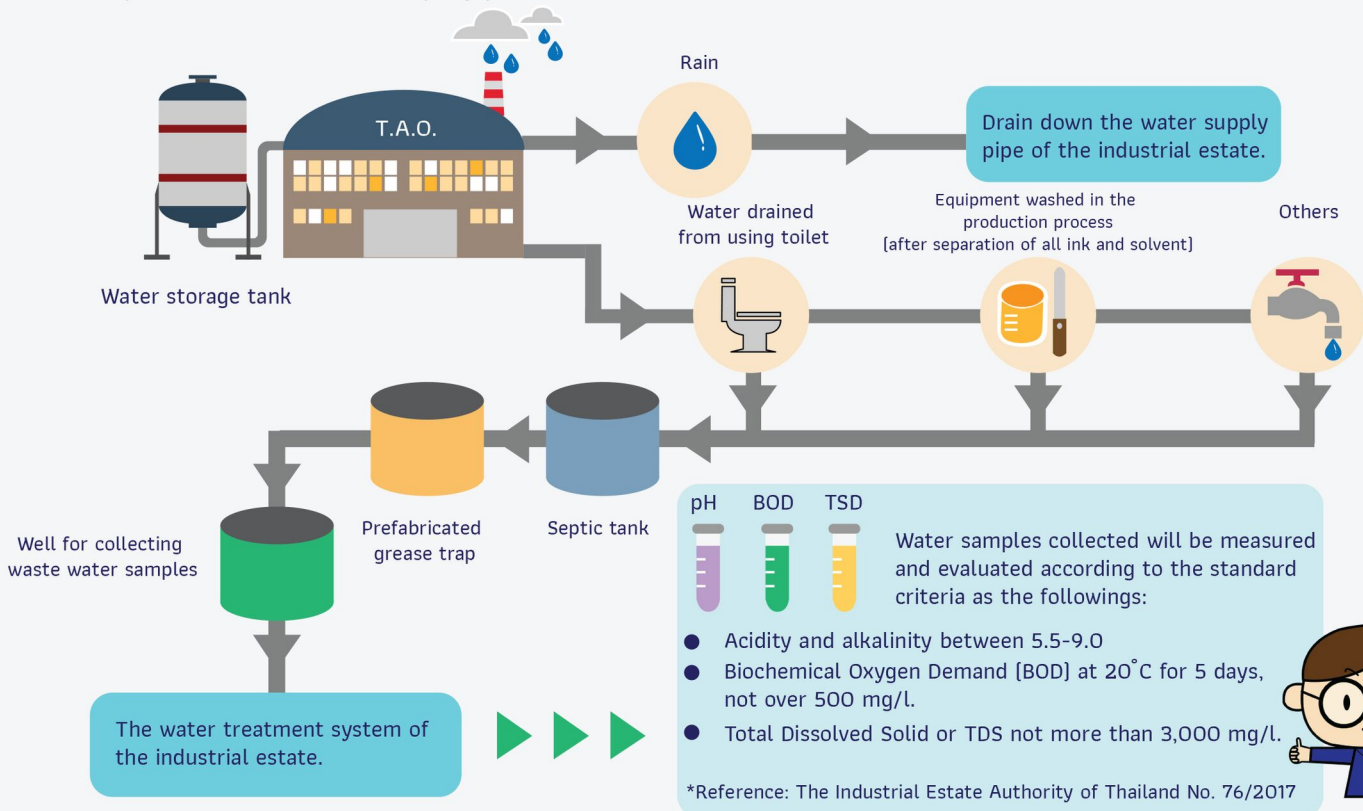 Rain
T.A.O.
Drain down the water supply
pipe of the industrial estate.
Water storage tank
Water drained
from using toilet
Equipment washed in the
production process
(after separation of all ink and solvent)
Others
Well for collecting
waste water samples
Prefabricated
grease trap
Septic tank
The water treatment system of
the industrial estate.
pH BOD TSD
Water samples collected will be measured
and evaluated according to the standard
criteria as the followings:
● Acidity and alkalinity between 5.5-9.0
● Biochemical Oxygen Demand (BOD) at 20°C for 5 days,
not over 500 mg/l.
● Total Dissolved Solid or TDS not more than 3,000 mg/l.
*Reference: The Industrial Estate Authority of Thailand No. 76/2017